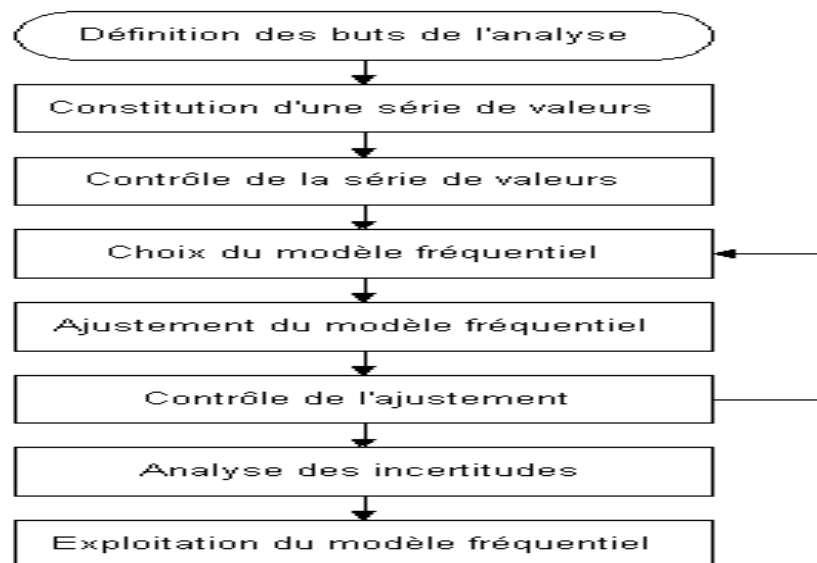 Définition des buts de l'analyse
Constitution d'une série de valeurs
Contrôle de la série de valeurs
Choix du modèle fréquentiel
Ajustement du modèle fréquentiel
Contrôle de l'ajustement
Analyse des incertitudes
Exploitation du modèle fréquentiel